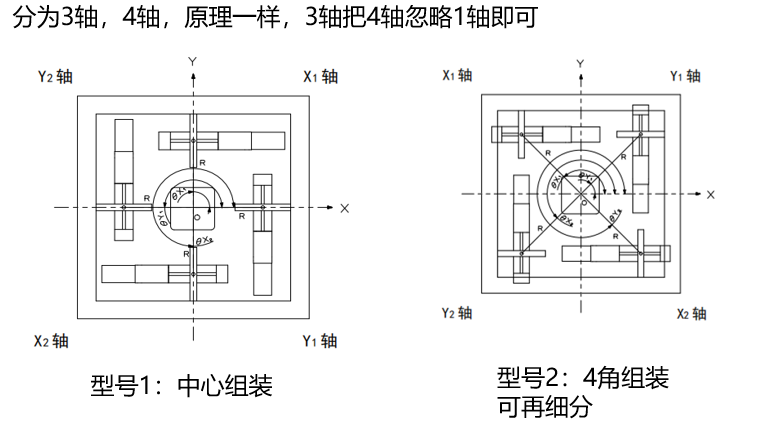 分为3轴，4轴，原理一样，3轴把4轴忽略1轴即可
Y2 轴
Y
X1 轴
R
R
θX₁
X
R
O
θY₁
θX₂
R
X2 轴
Y1 轴
型号1：中心组装
X1 轴
Y
Y1 轴
R
R
θX₁
θY₁
X
O
θX₂
θY₂
R
R
Y2 轴
X2 轴
型号2：4角组装
可再细分